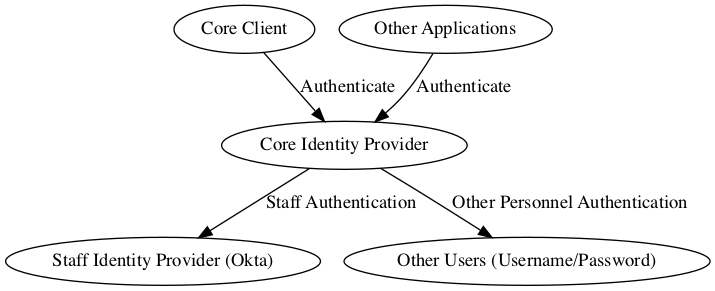 Core Client
Other Applications
Authenticate
Authenticate
Core Identity Provider
Staff Authentication
Other Personnel Authentication
Staff Identity Provider (Okta)
Other Users (Username/Password)